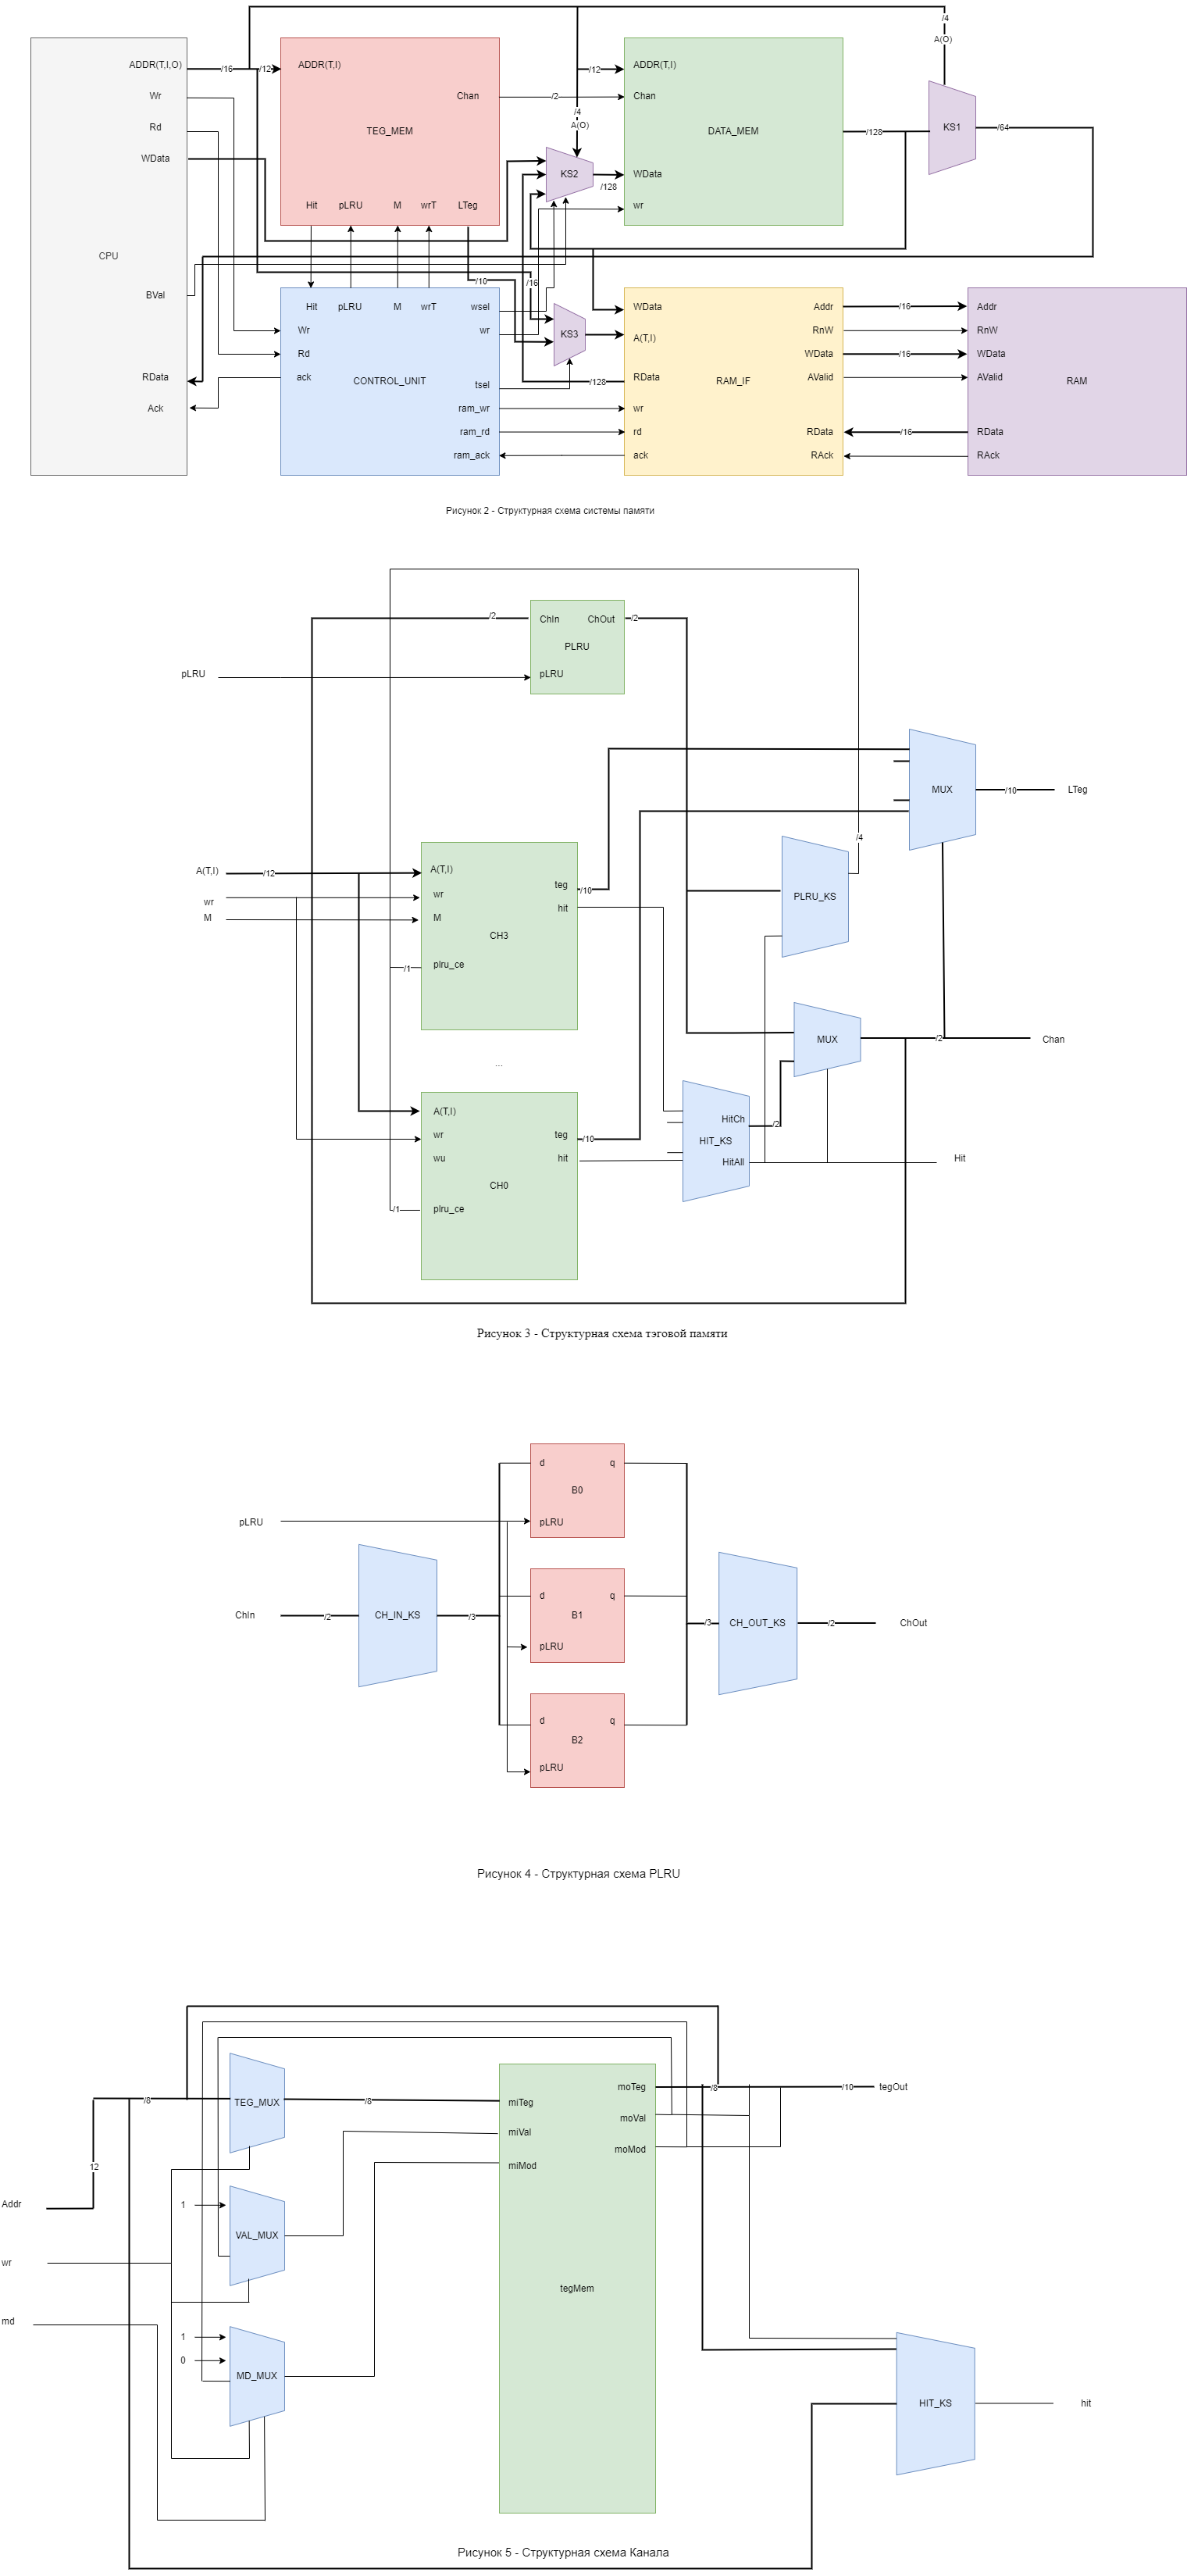 /4
A(O)
ADDR(T,I,O)
/16
/12
ADDR(T,I)
/12
ADDR(T,I)
Wr
Chan
/2
Chan
/4
A(O)
Rd
TEG_MEM
DATA_MEM
/128
KS1
/64
WData
KS2
WData
/128
Hit
pLRU
M
wrT
LTeg
wr
CPU
BVal
/10
/16
Hit
pLRU
M
wrT
wsel
WData
Addr
/16
Addr
Wr
wr
KS3
A(T,I)
RnW
RnW
Rd
WData
/16
WData
RData
ack
CONTROL_UNIT
tsel
/128
RData
RAM_IF
AValid
AValid
RAM
Ack
ram_wr
wr
ram_rd
rd
RData
/16
RData
ram_ack
ack
RAck
RAck
Рисунок 2 - Структурная схема системы памяти
/2
ChIn
ChOut
/2
PLRU
pLRU
pLRU
MUX
/10
LTeg
/4
A(T,I)
/12
A(T,I)
teg
/10
PLRU_KS
wr
wr
hit
M
M
CH3
plru_ce
/1
MUX
/2
Chan
...
A(T,I)
HitCh
/2
wr
teg
/10
HIT_KS
wu
hit
HitAll
Hit
CH0
/1
plru_ce
Рисунок 3 - Структурная схема тэговой памяти
d
q
B0
pLRU
pLRU
d
q
ChIn
/2
CH_IN_KS
/3
B1
/3
CH_OUT_KS
/2
ChOut
pLRU
d
q
B2
pLRU
Рисунок 4 - Структурная схема PLRU
moTeg
/8
/10
tegOut
/8
TEG_MUX
/8
miTeg
moVal
miVal
moMod
12
miMod
Addr
1
VAL_MUX
wr
tegMem
md
1
0
MD_MUX
HIT_KS
hit
Рисунок 5 - Структурная схема Канала